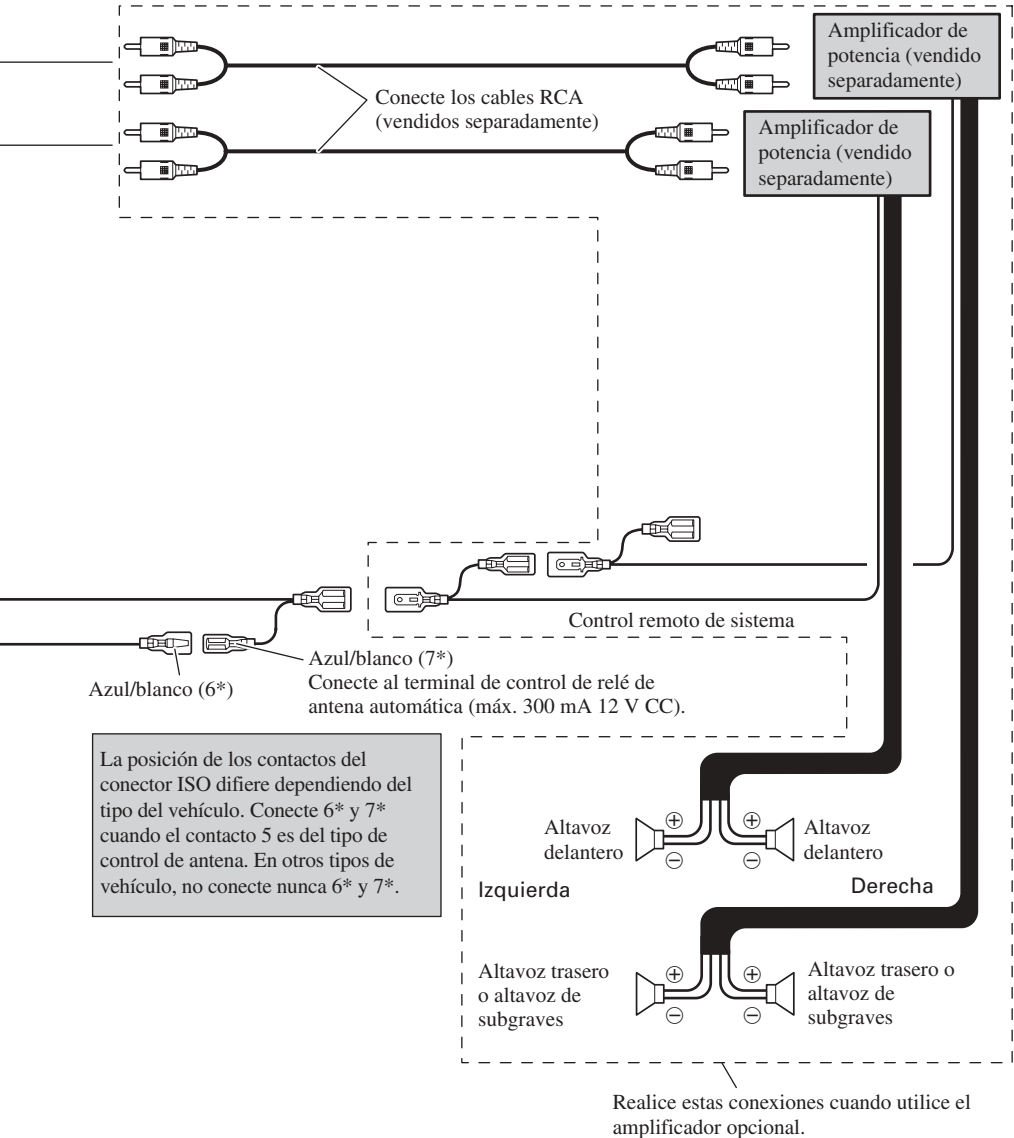 Amplificador de
potencia (vendido
separadamente)
Conecte los cables RCA
(vendidos separadamente)
Amplificador de
potencia (vendido
separadamente)
Control remoto de sistema
Azul/blanco (6*)
Azul/blanco (7*)
Conecte al terminal de control de relé de
antena automática (máx. 300 mA 12 V CC).
La posición de los contactos del
conector ISO difiere dependiendo del
tipo del vehículo. Conecte 6* y 7*
cuando el contacto 5 es del tipo de
control de antena. En otros tipos de
vehículo, no conecte nunca 6* y 7*.
Altavoz
delantero
⊕
⊖
⊕
⊖
Altavoz
delantero
Izquierda
Derecha
Altavoz trasero
o altavoz de
subgraves
⊕
⊖
⊕
⊖
Altavoz trasero o
altavoz de
subgraves
Realice estas conexiones cuando utilice el
amplificador opcional.